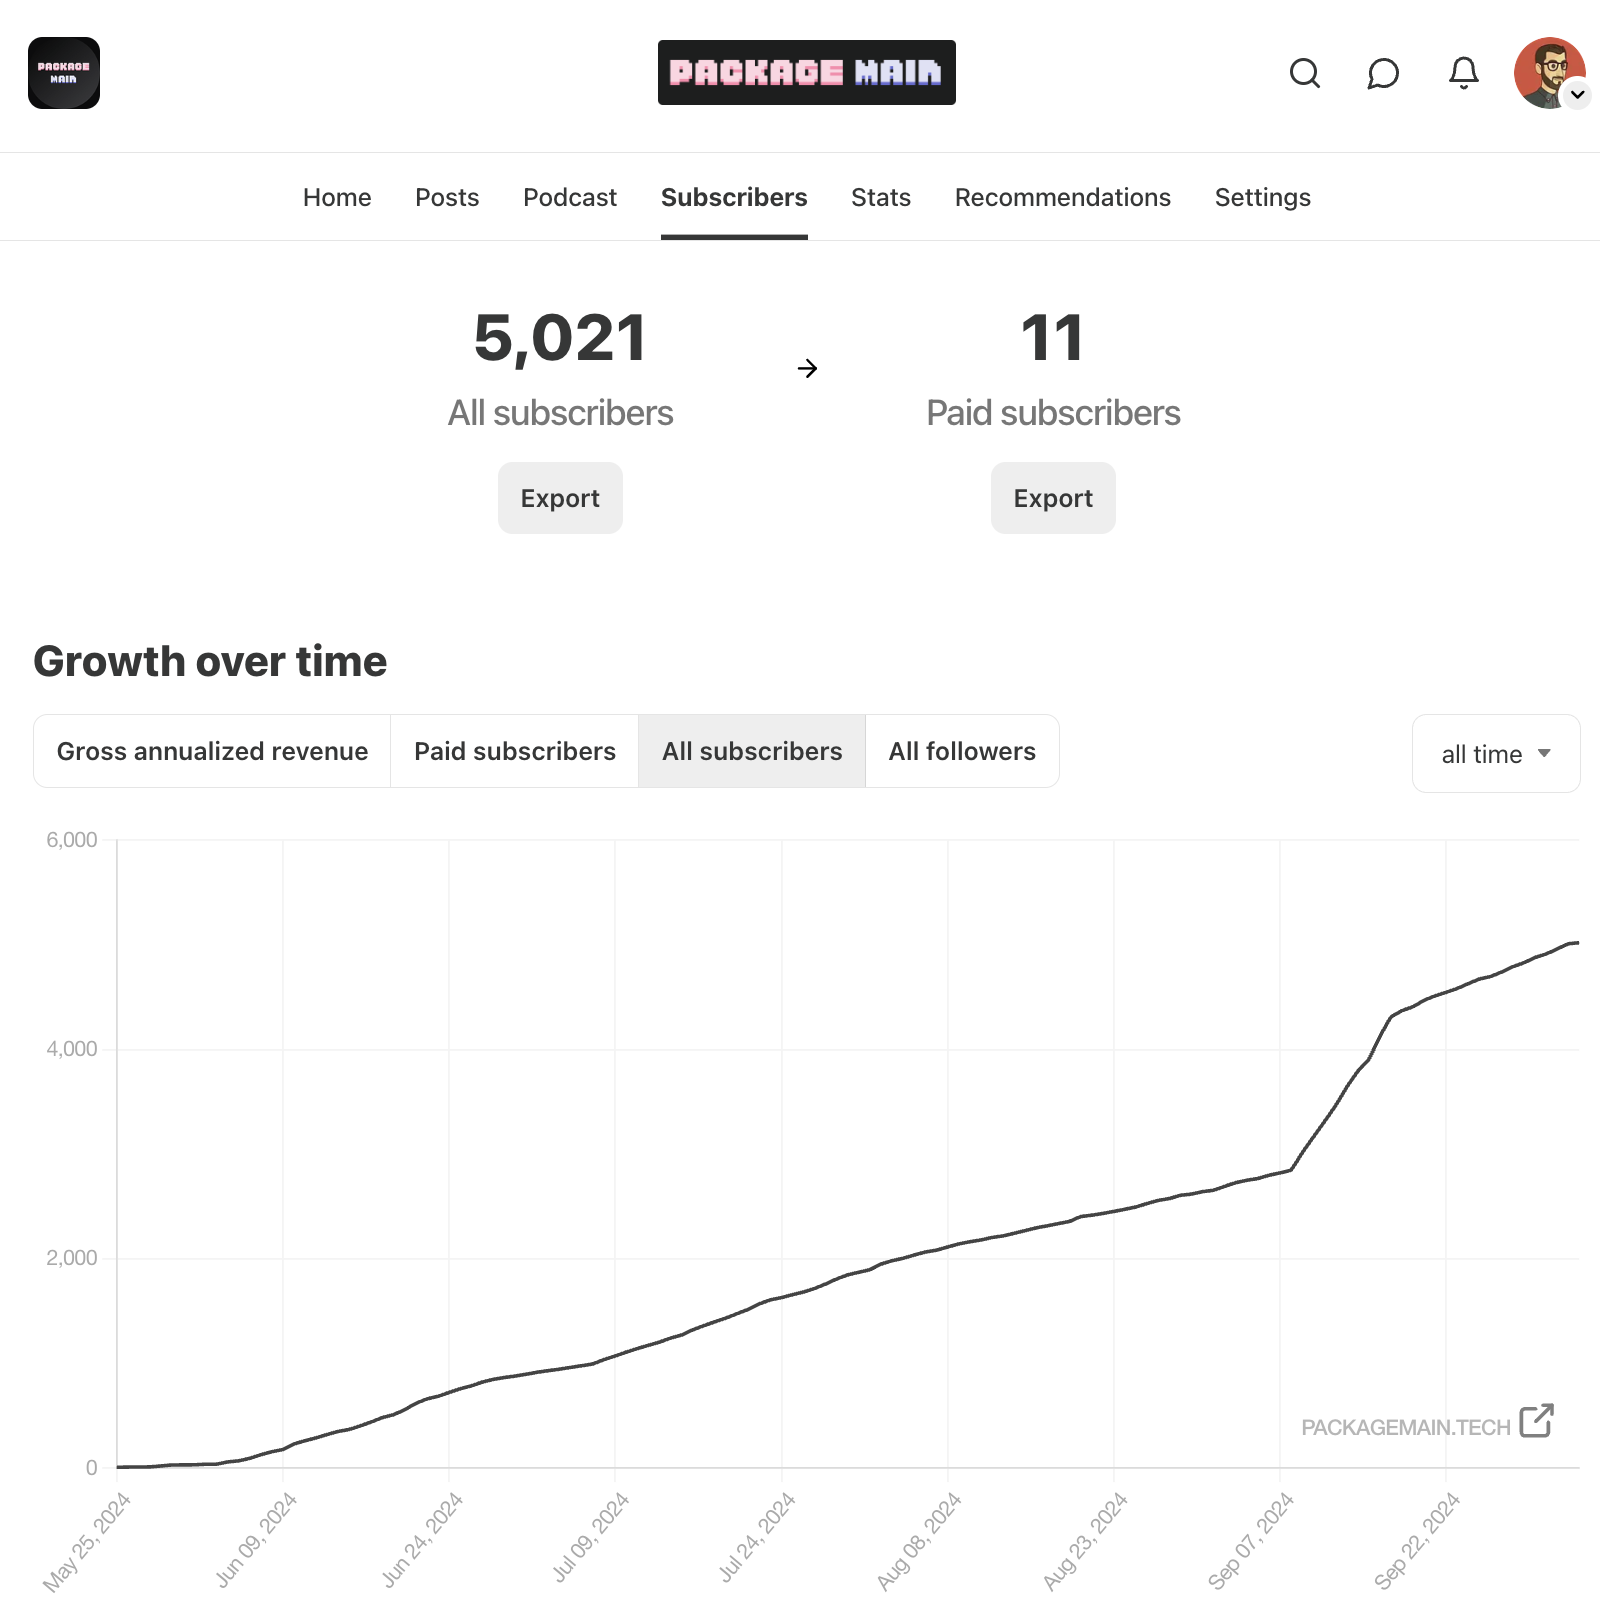 PACKAGE
MAIN
PACKAGE MAIN
Home Posts Podcast Subscribers Stats Recommendations Settings
5,021 11
All subscribers Paid subscribers
Export Export
Growth over time
Gross annualized revenue Paid subscribers All subscribers All followers all time
6,000
4,000
2,000
PACKAGEMAIN.TECH
0
May 25, 2024 Jun 09, 2024 Jun 24, 2024 Jul 09, 2024 Jul 24, 2024 Aug 08, 2024 Aug 23, 2024 Sep 07, 2024 Sep 22, 2024